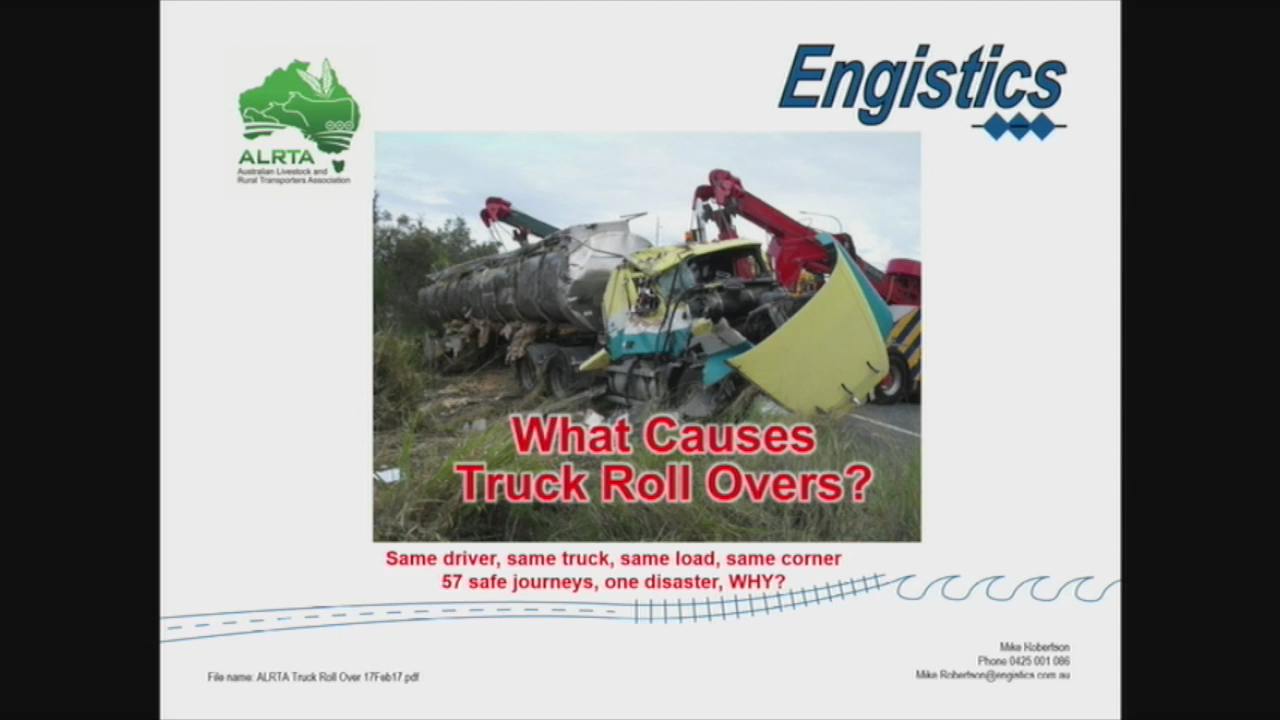 Engistics
ALRTA
Australian Livestock and
Rural Transporters Association
What Causes
Truck Roll Overs?
Same driver, same truck, same load, same corner
57 safe journeys, one disaster, WHY?
Mike Robertson
Phone 0425 001 086
Mike.Robertson@engistics.com.au
File name: ALRTA Truck Roll Over 17Feb17.pdf